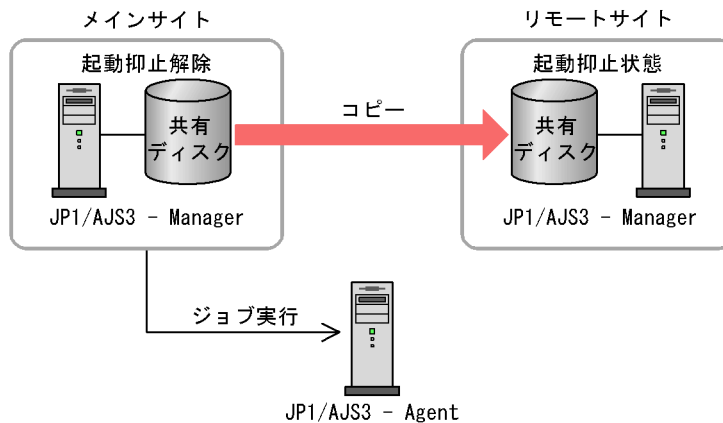 メインサイト
リモートサイト
起動抑止解除
起動抑止状態
コピー
共有
ディスク
共有
ディスク
JP1/AJS3 - Manager
JP1/AJS3 - Manager
ジョブ実行
JP1/AJS3 - Agent